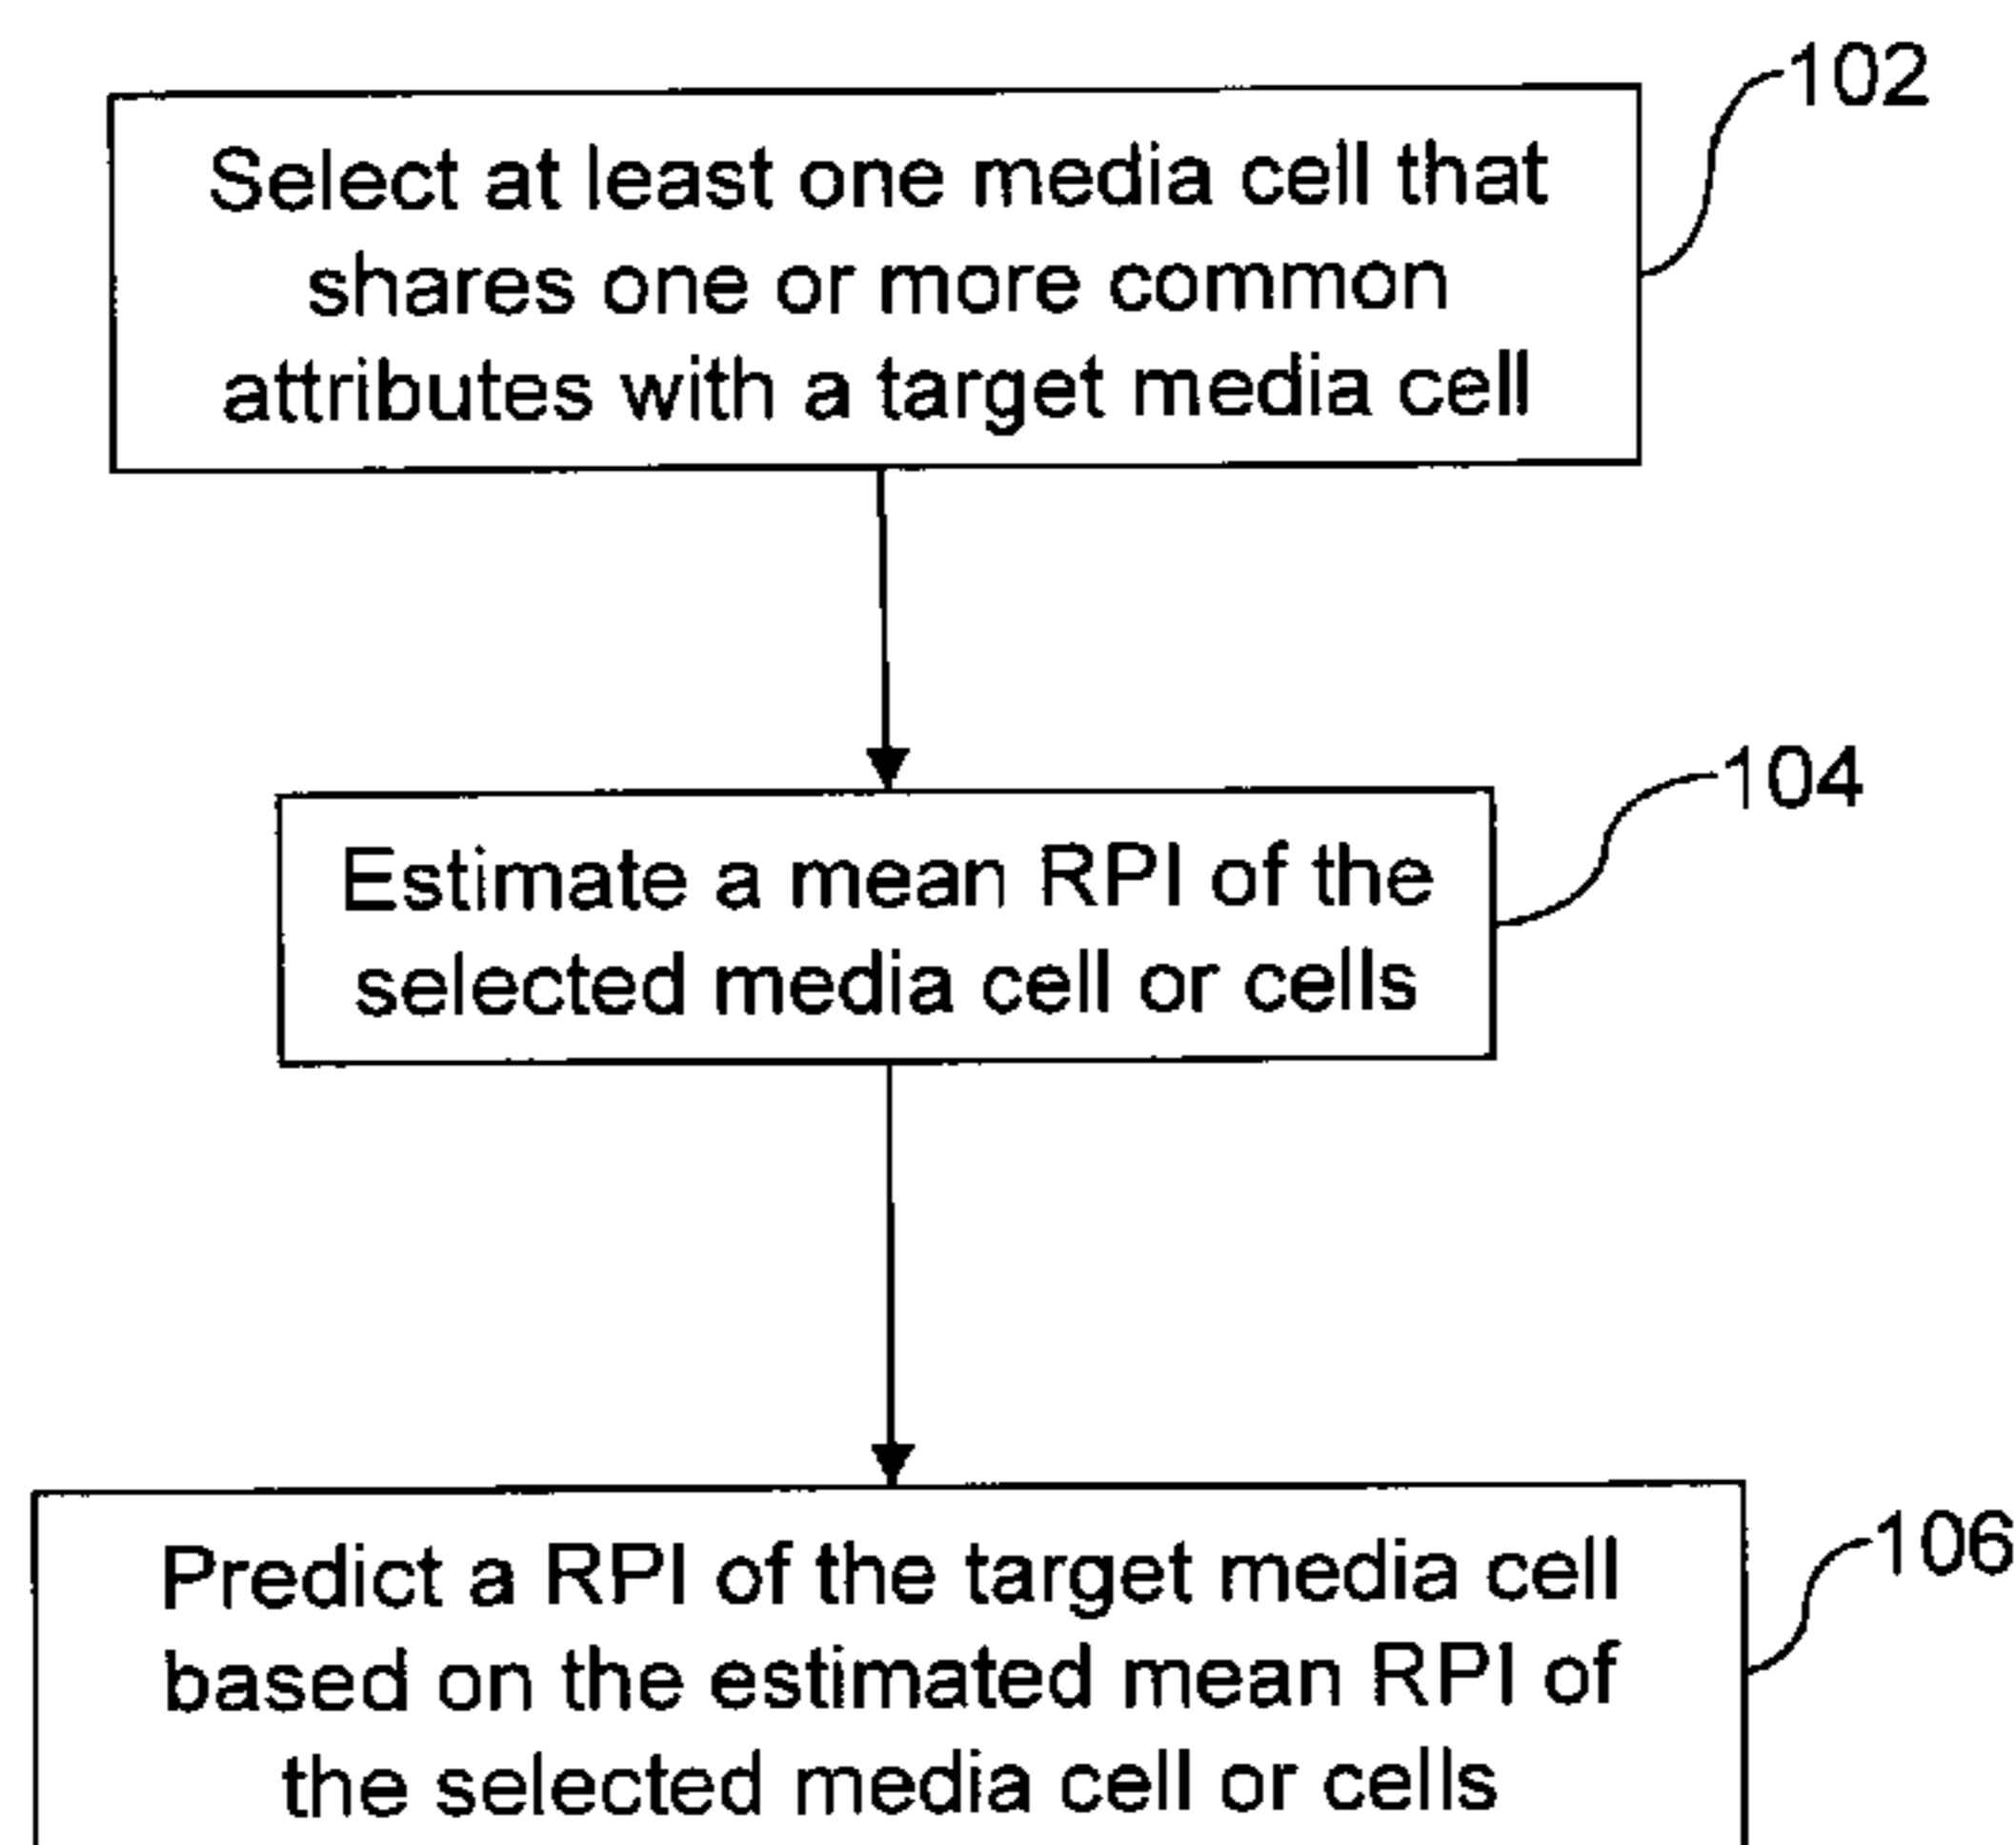 102
Select at least one media cell that
shares one or more common
attributes with a target media cell
104
Estimate a mean RPI of the
selected media cell or cells
106
Predict a RPI of the target media cell
based on the estimated mean RPI of
the selected media cell or cells